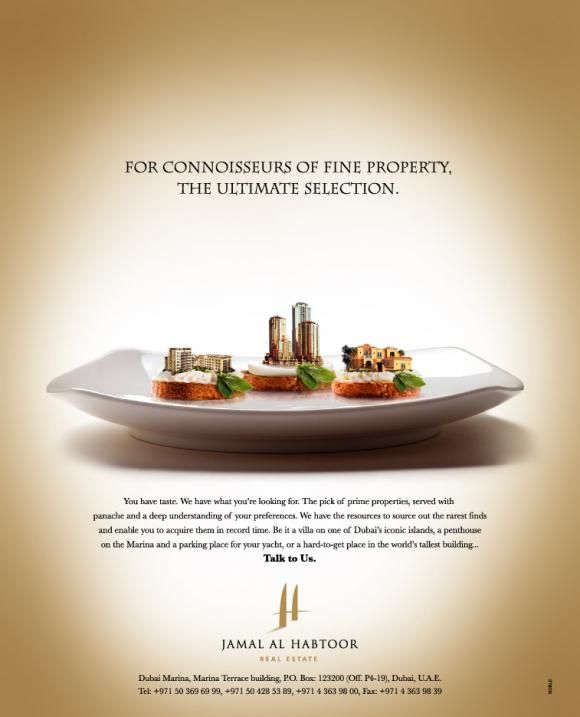 FOR CONNOISSEURS OF FINE PROPERTY,
THE ULTIMATE SELECTION.
You have taste. We have what you're looking for. The pick of prime properties, served with
panache and a deep understanding of your preferences. We have the resources to source out the rarest finds
and enable you to acquire them in record time. Be it a villa on one of Dubai's iconic islands, a penthouse
on the Marina and a parking place for your yacht, or a hard-to-get place in the world's tallest building...
Talk to Us.
JAMAL AL HABTOOR
REAL ESTATE
Dubai Marina, Marina Terrace building, P.O. Box: 123200 (Off. P4-19), Dubai, U.A.E.
Tel: +971 50 369 69 99, +971 50 428 53 89, +971 4 363 98 00, Fax: +971 4 363 98 39